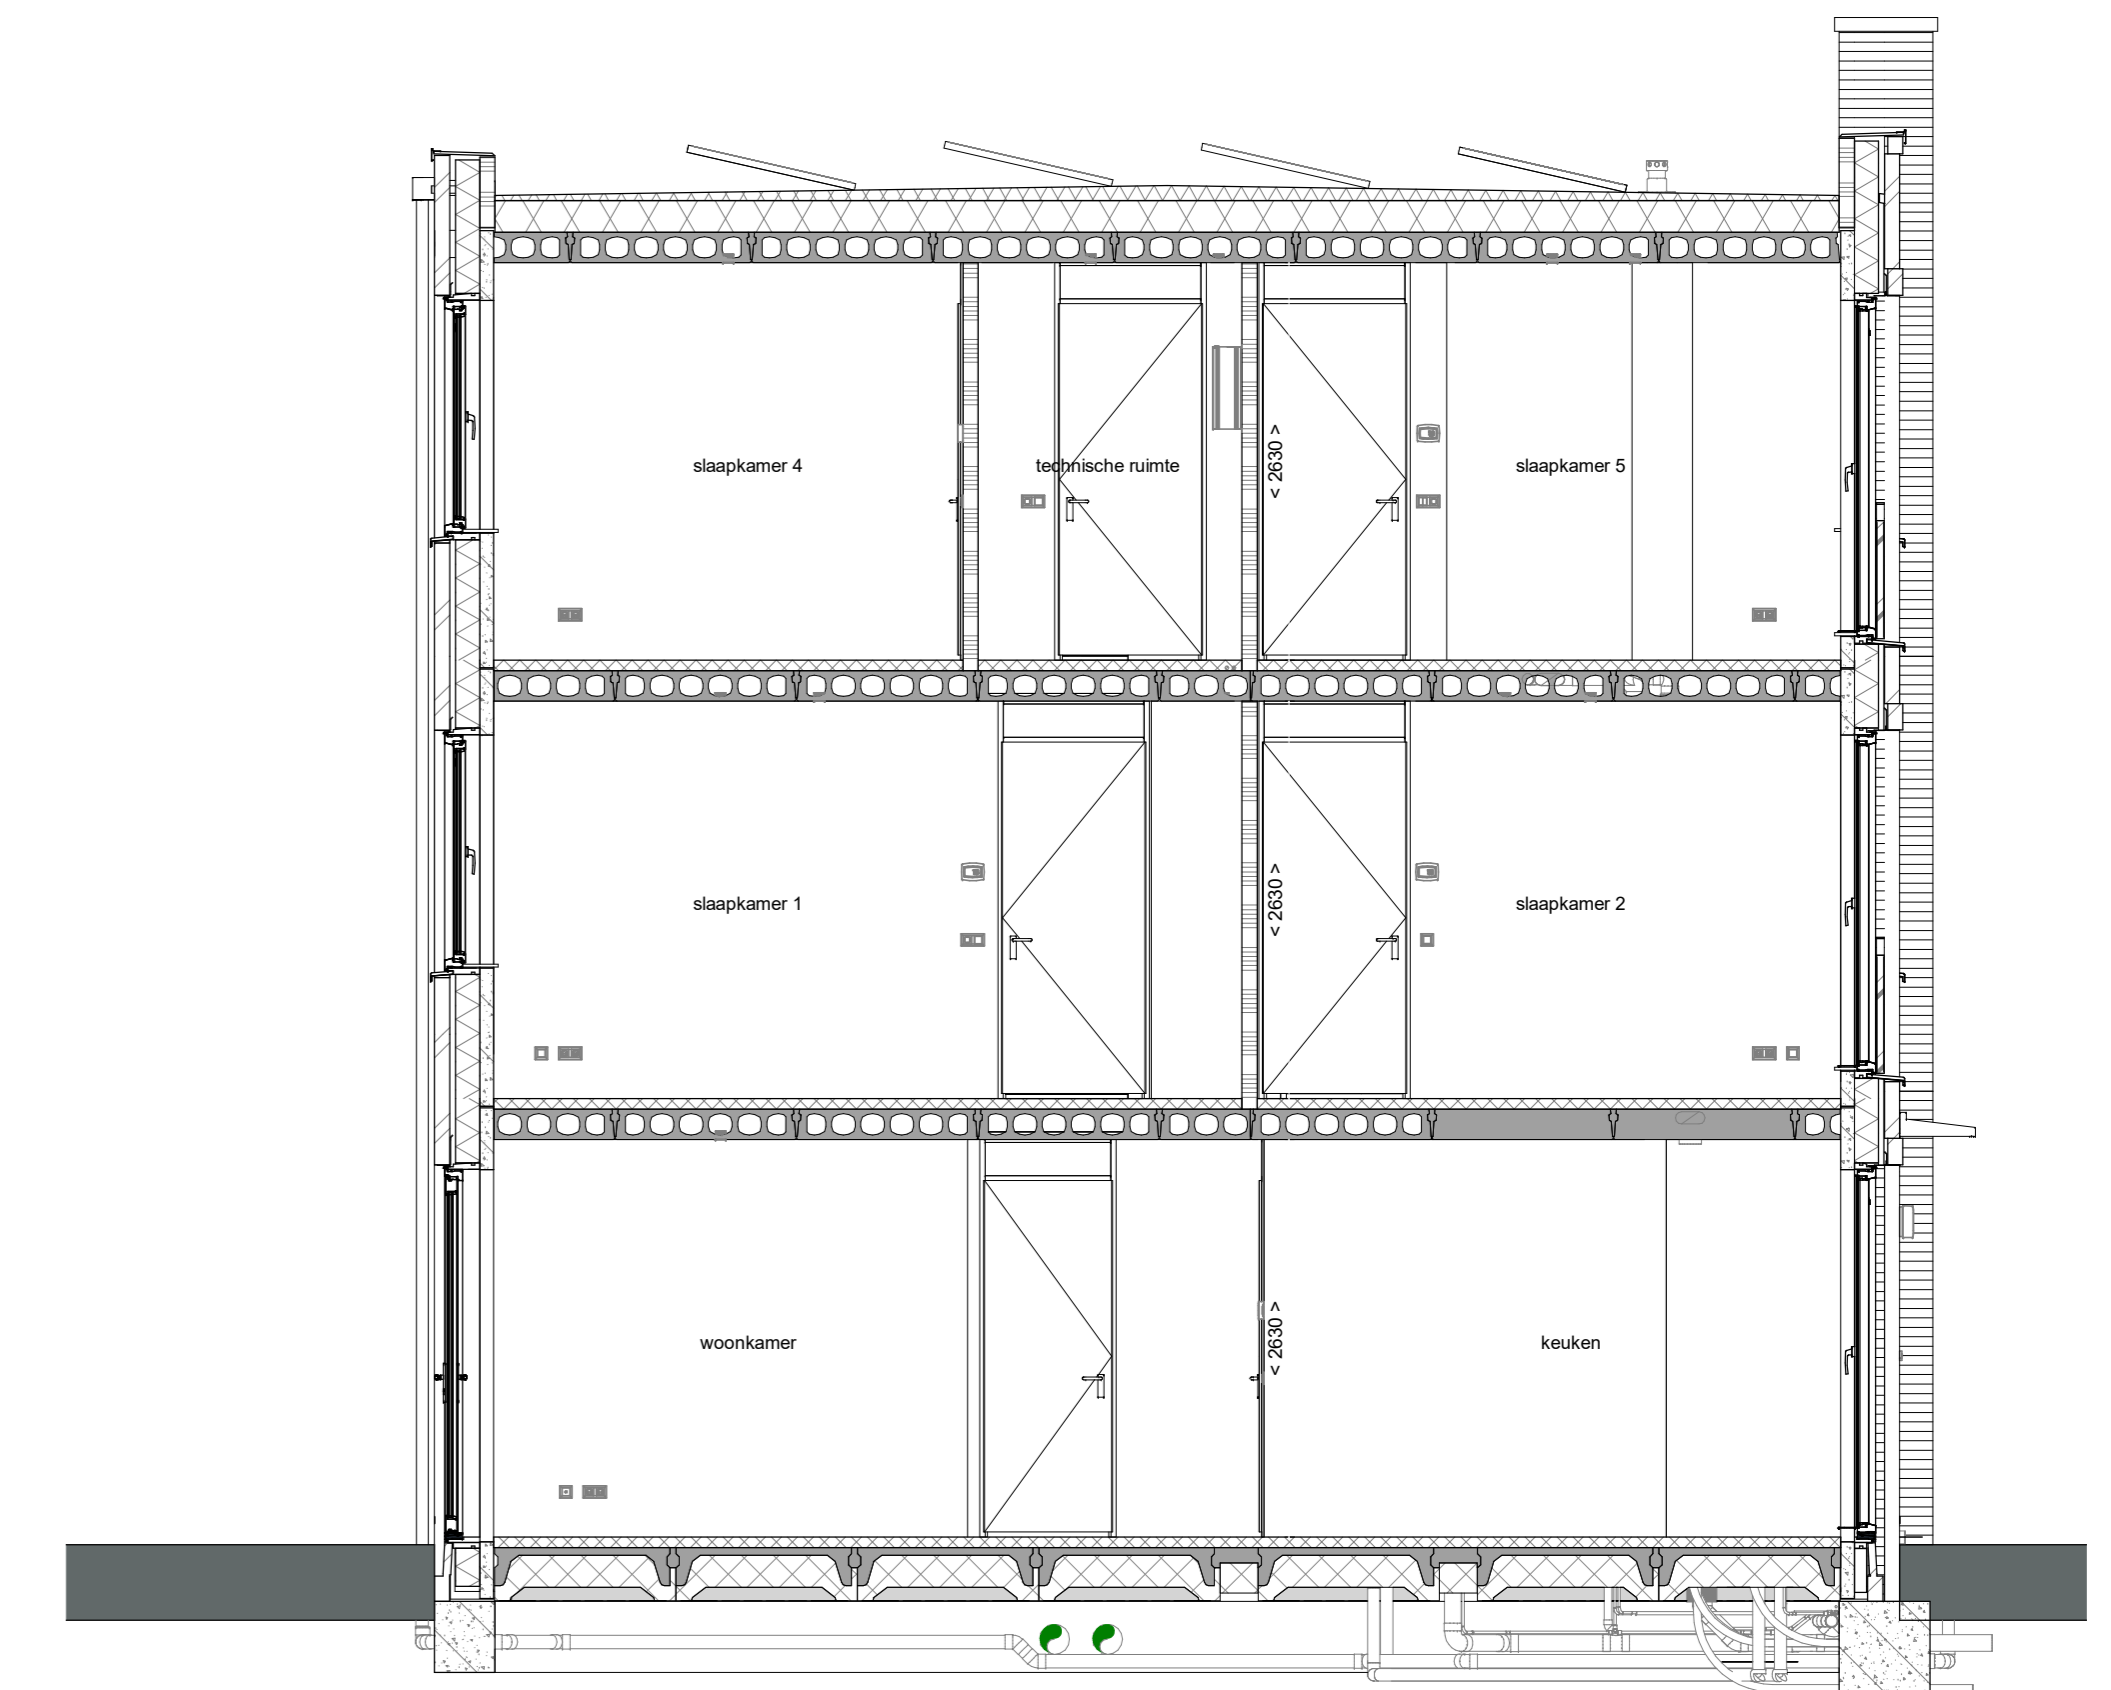 slaapkamer 4
technische ruimte
< 2630 >
slaapkamer 5
slaapkamer 1
< 2630 >
slaapkamer 2
woonkamer
< 2630 >
keuken